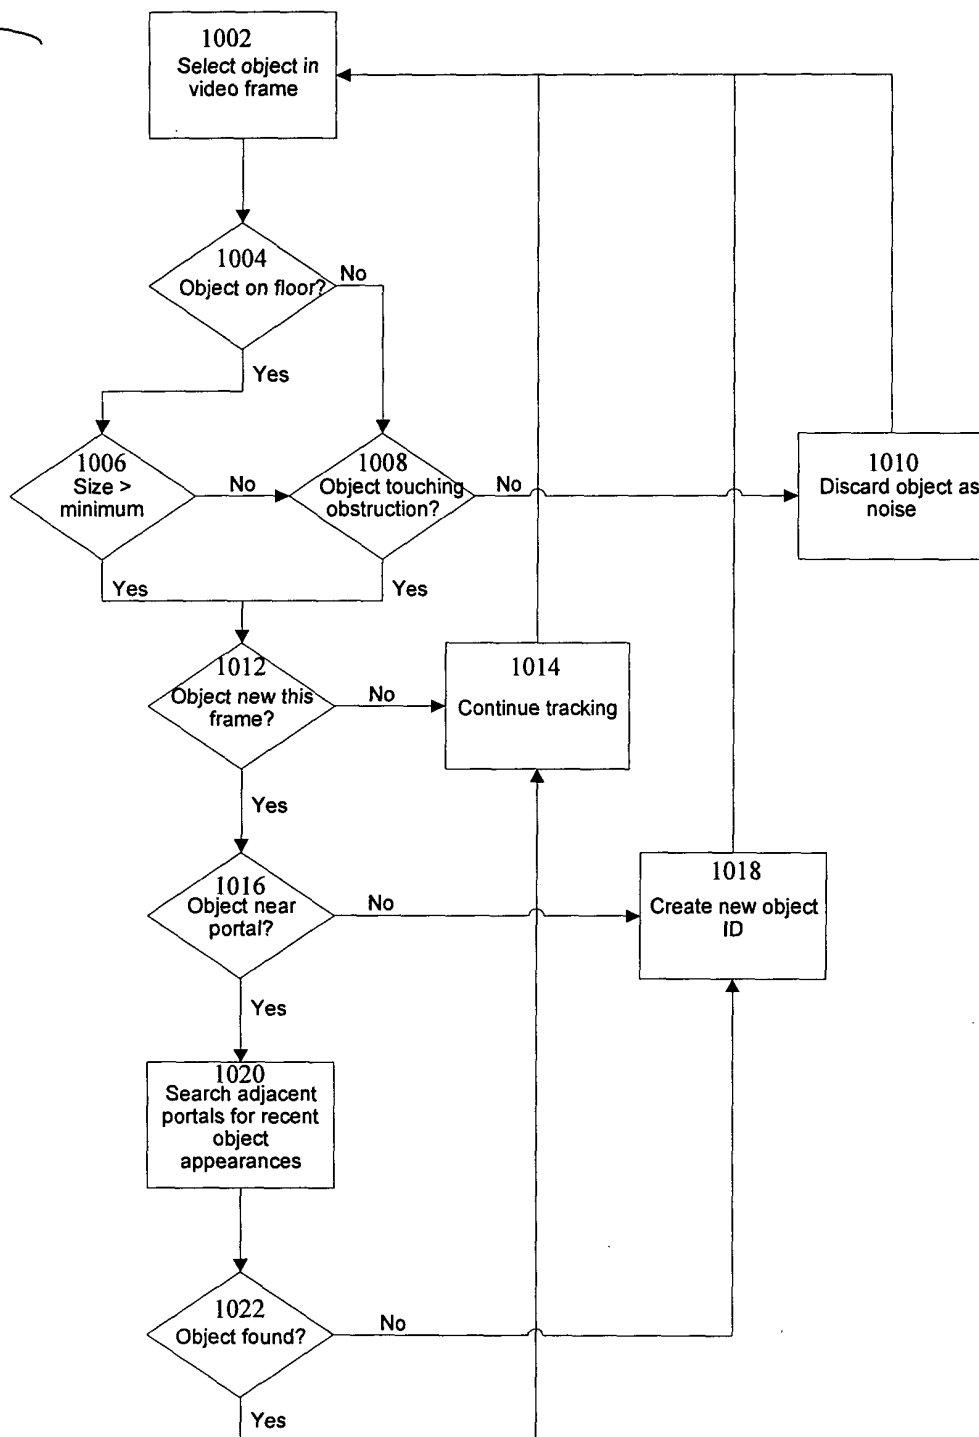 1002
Select object in
video frame
1004
Object on floor?
No
Yes
1006
Size >
minimum
No
1008
Object touching
obstruction?
No
1010
Discard object as
noise
Yes
Yes
1012
Object new this
frame?
No
1014
Continue tracking
Yes
1016
Object near
portal?
No
1018
Create new object
ID
Yes
1020
Search adjacent
portals for recent
object
appearances
1022
Object found?
No
Yes